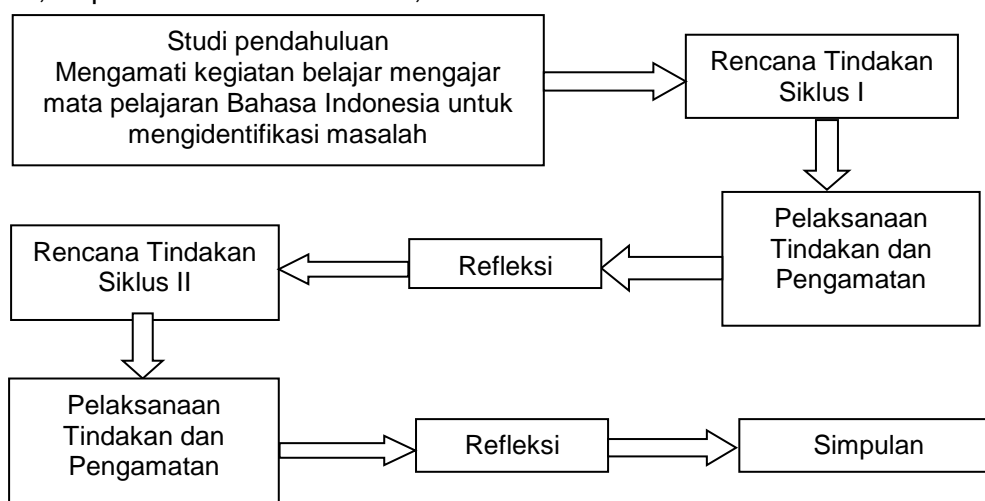 Studi pendahuluan
Mengamati kegiatan belajar mengajar
mata pelajaran Bahasa Indonesia untuk
mengidentifikasi masalah
Rencana Tindakan
Siklus I
Pelaksanaan
Tindakan dan
Pengamatan
Refleksi
Rencana Tindakan
Siklus II
Pelaksanaan
Tindakan dan
Pengamatan
Refleksi
Simpulan